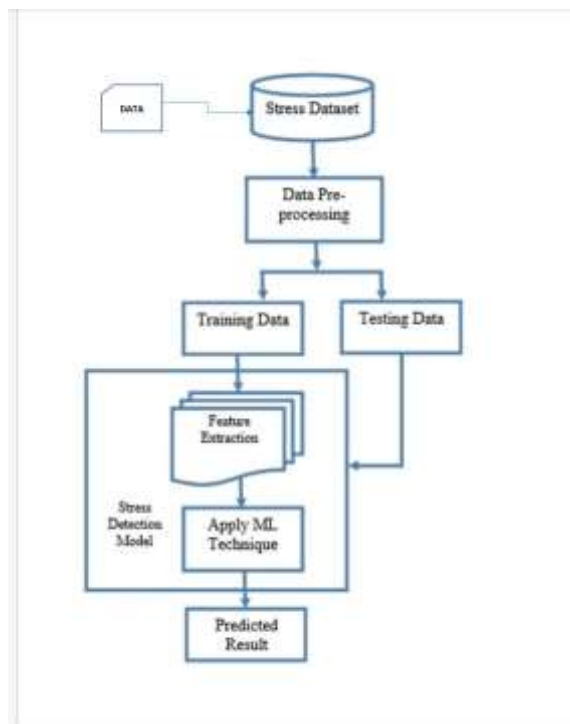 DATA
Stress Dataset
Data Pre-
processing
Training Data
Testing Data
Feature
Extraction
Stress
Detection
Model
Apply ML
Technique
Predicted
Result